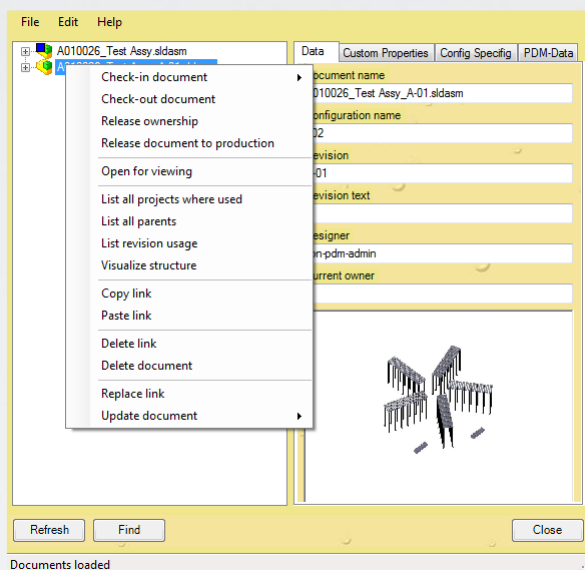 File Edit Help
A010026_Test Assy.sldasm
Data Custom Properties Config Specifig PDM-Data
Check-in document
Check-out document
Release ownership
Release document to production
Open for viewing
List all projects where used
List all parents
List revision usage
Visualize structure
Copy link
Paste link
Delete link
Delete document
Replace link
Update document
ocument name
010026_Test Assy_A-01.sldasm
onfiguration name
02
evision
-01
evision text
esigner
on-pdm-admin
urrent owner
Refresh Find Close
Documents loaded